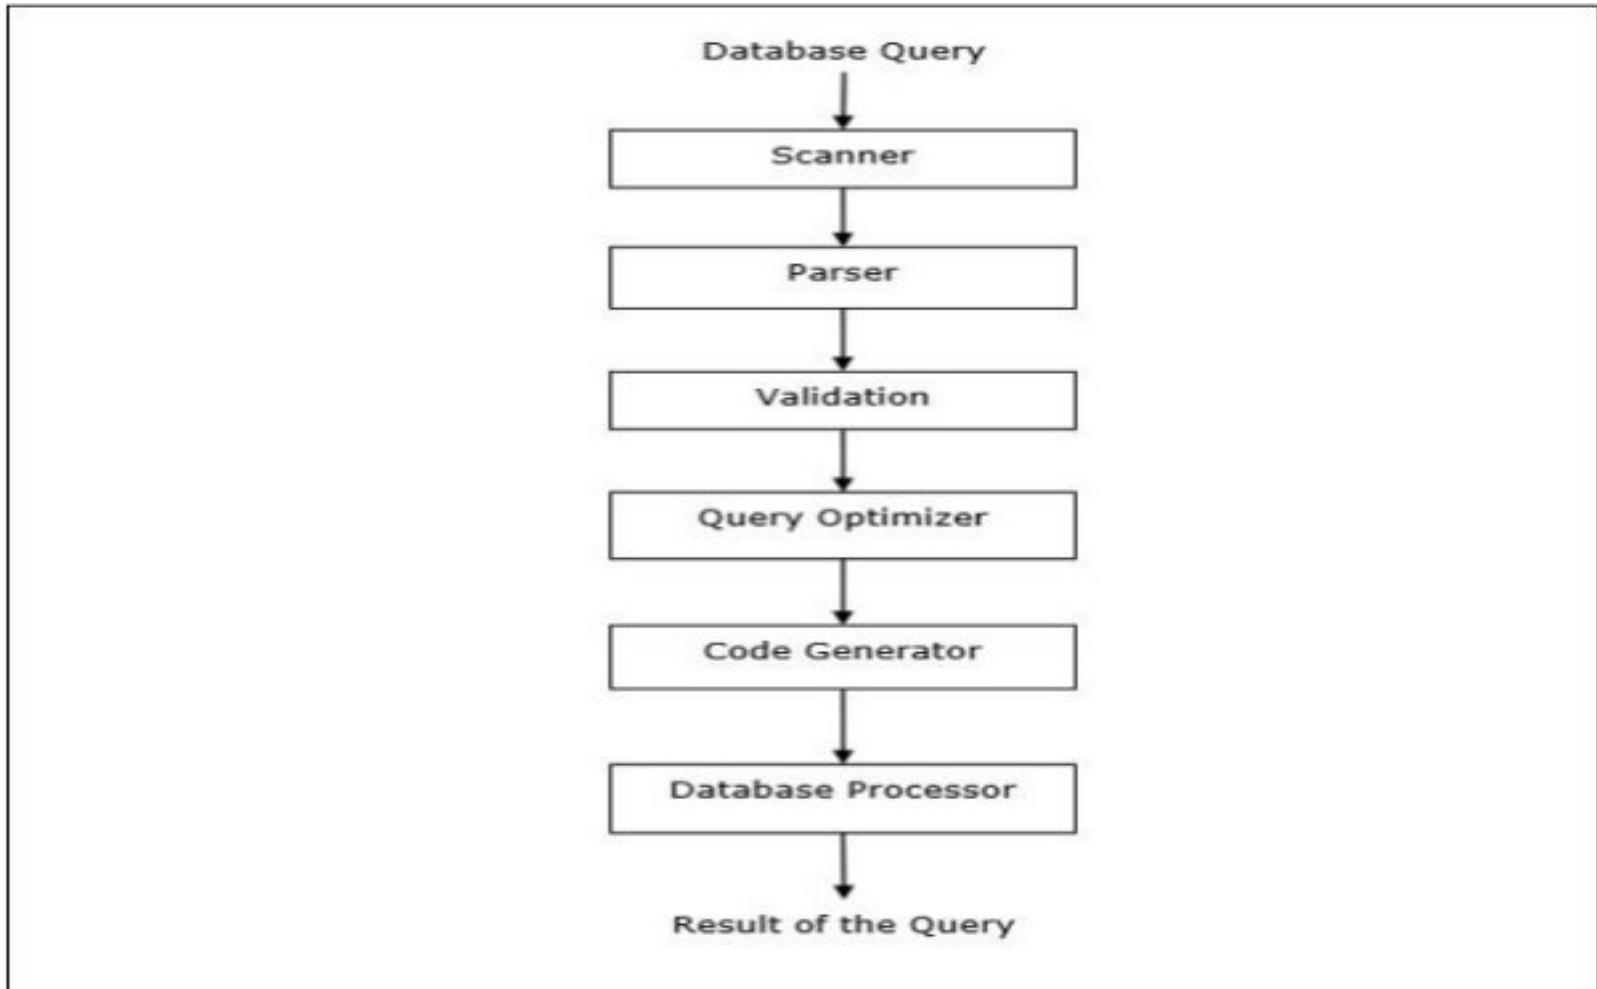 Database Query
Scanner
Parser
Validation
Query Optimizer
Code Generator
Database Processor
Result of the Query